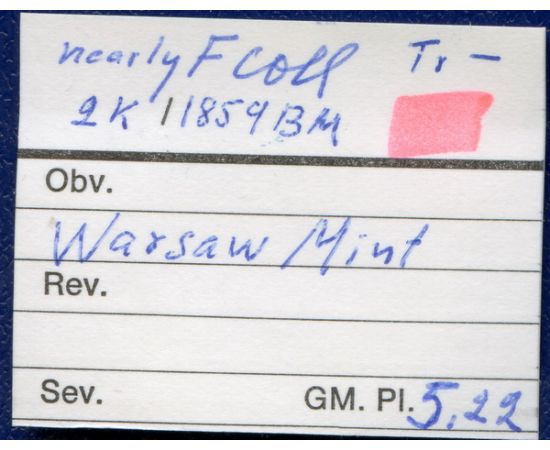 nearly F Coll Tr -
2K 1859 BM
Obv.
Warsaw Mint
Rev.
Sev. GM. Pl. 5,22